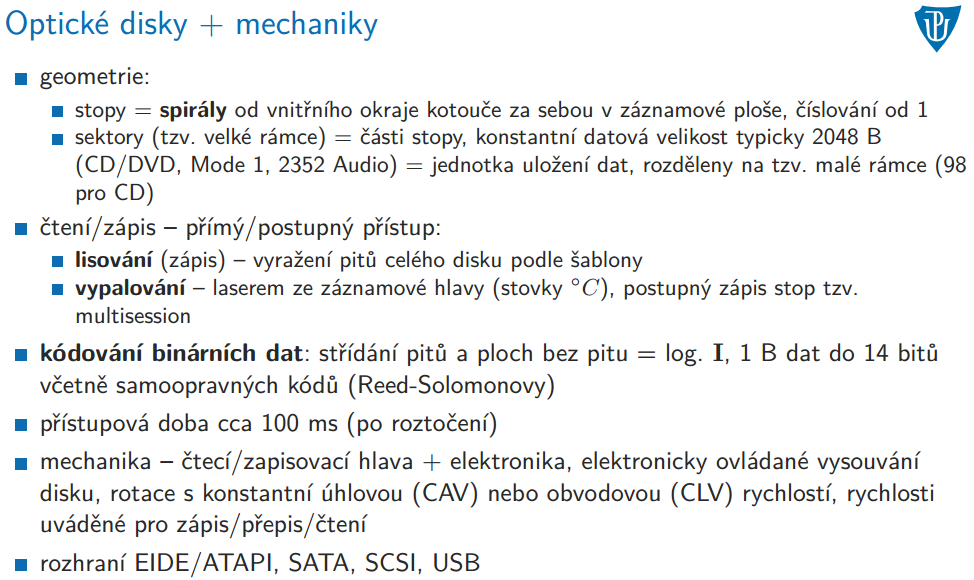 Optické disky + mechaniky
geometrie:
stopy = spirály od vnitřního okraje kotouče za sebou v záznamové ploše, číslování od 1
sektory (tzv. velké rámce) = části stopy, konstantní datová velikost typicky 2048 B
(CD/DVD, Mode 1, 2352 Audio) = jednotka uložení dat, rozděleny na tzv. malé rámce (98
pro CD)
čtení/zápis – přímý/postupný přístup:
lisování (zápis) – vyražení pitů celého disku podle šablony
vypalování – laserem ze záznamové hlavy (stovky °C), postupný zápis stop tzv.
multisession
kódování binárních dat: střídání pitů a ploch bez pitu = log. I, 1 B dat do 14 bitů
včetně samoopravných kódů (Reed-Solomonovy)
přístupová doba cca 100 ms (po roztočení)
mechanika – čtecí/zapisovací hlava + elektronika, elektronicky ovládané vysouvání
disku, rotace s konstantní úhlovou (CAV) nebo obvodovou (CLV) rychlostí, rychlosti
uváděné pro zápis/přepis/čtení
rozhraní EIDE/ATAPI, SATA, SCSI, USB